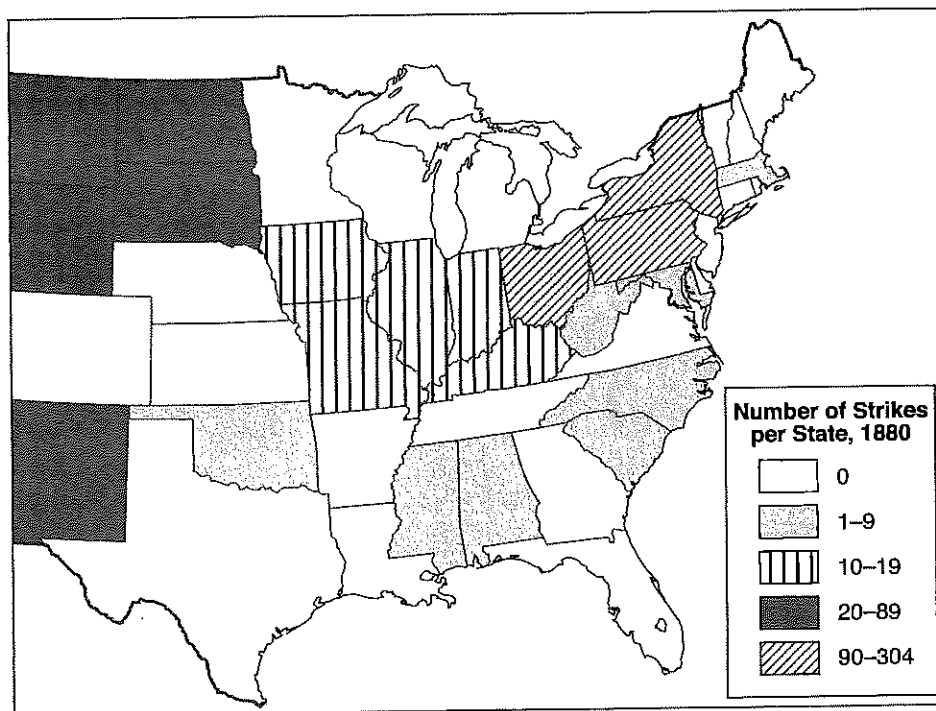 Number of Strikes
per State, 1880
0
1–9
10–19
20–89
90–304